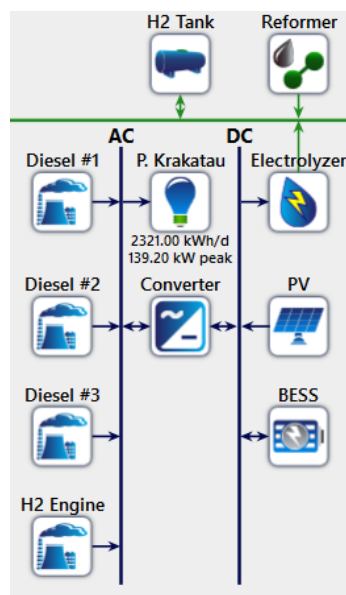 H2 Tank
Reformer
AC
DC
Diesel #1
P. Krakatau
Electrolyzer
2321.00 kWh/d
139.20 kW peak
Diesel #2
Converter
PV
Diesel #3
BESS
H2 Engine